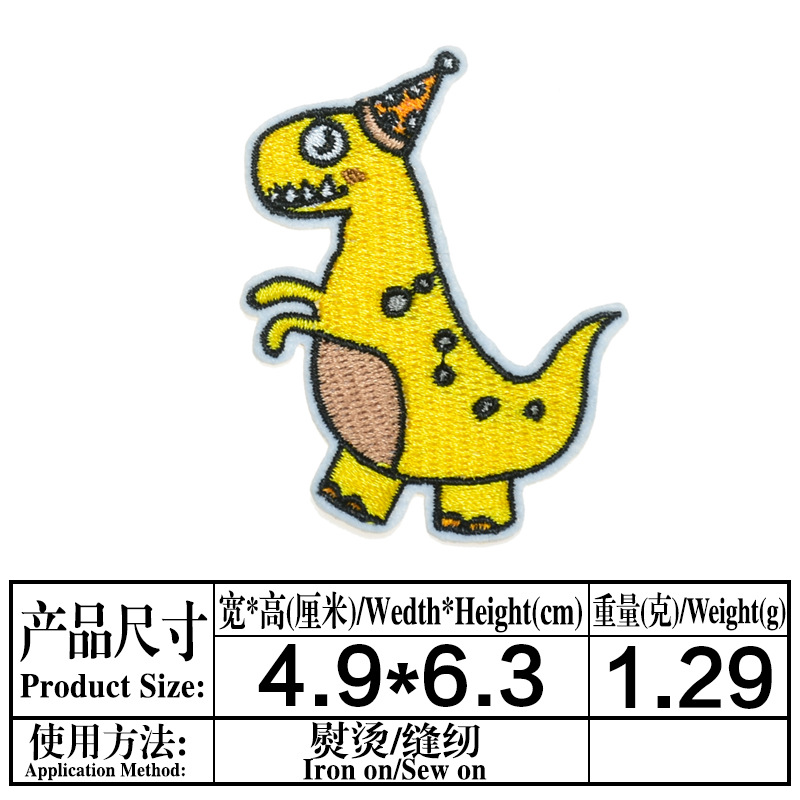 产品尺寸
Product Size:
宽*高(厘米)/Wedth*Height(cm)
重量(克)/Weight(g)
4.9*6.3
1.29
使用方法:
Application Method:
熨烫/缝纫
Iron on/Sew on